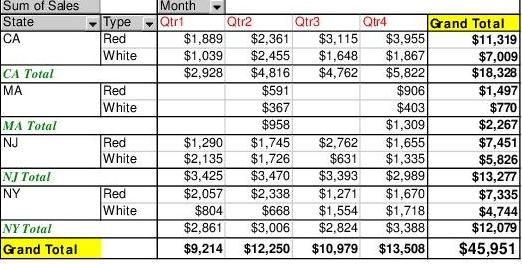 Sum of Sales Month
State Type Qtr1 Qtr2 Qtr3 Qtr4 Grand Total
CA Red $1,889 $2,361 $3,115 $3,955 $11,319
White $1,039 $2,455 $1,648 $1,867 $7,009
CA Total $2,928 $4,816 $4,762 $5,822 $18,328
MA Red $591 $906 $1,497
White $367 $403 $770
MA Total $958 $1,309 $2,267
NJ Red $1,290 $1,745 $2,762 $1,655 $7,451
White $2,135 $1,726 $631 $1,335 $5,826
NJ Total $3,425 $3,470 $3,393 $2,989 $13,277
NY Red $2,057 $2,338 $1,271 $1,670 $7,335
White $804 $668 $1,554 $1,718 $4,744
NY Total $2,861 $3,006 $2,824 $3,388 $12,079
Grand Total $9,214 $12,250 $10,979 $13,508 $45,951